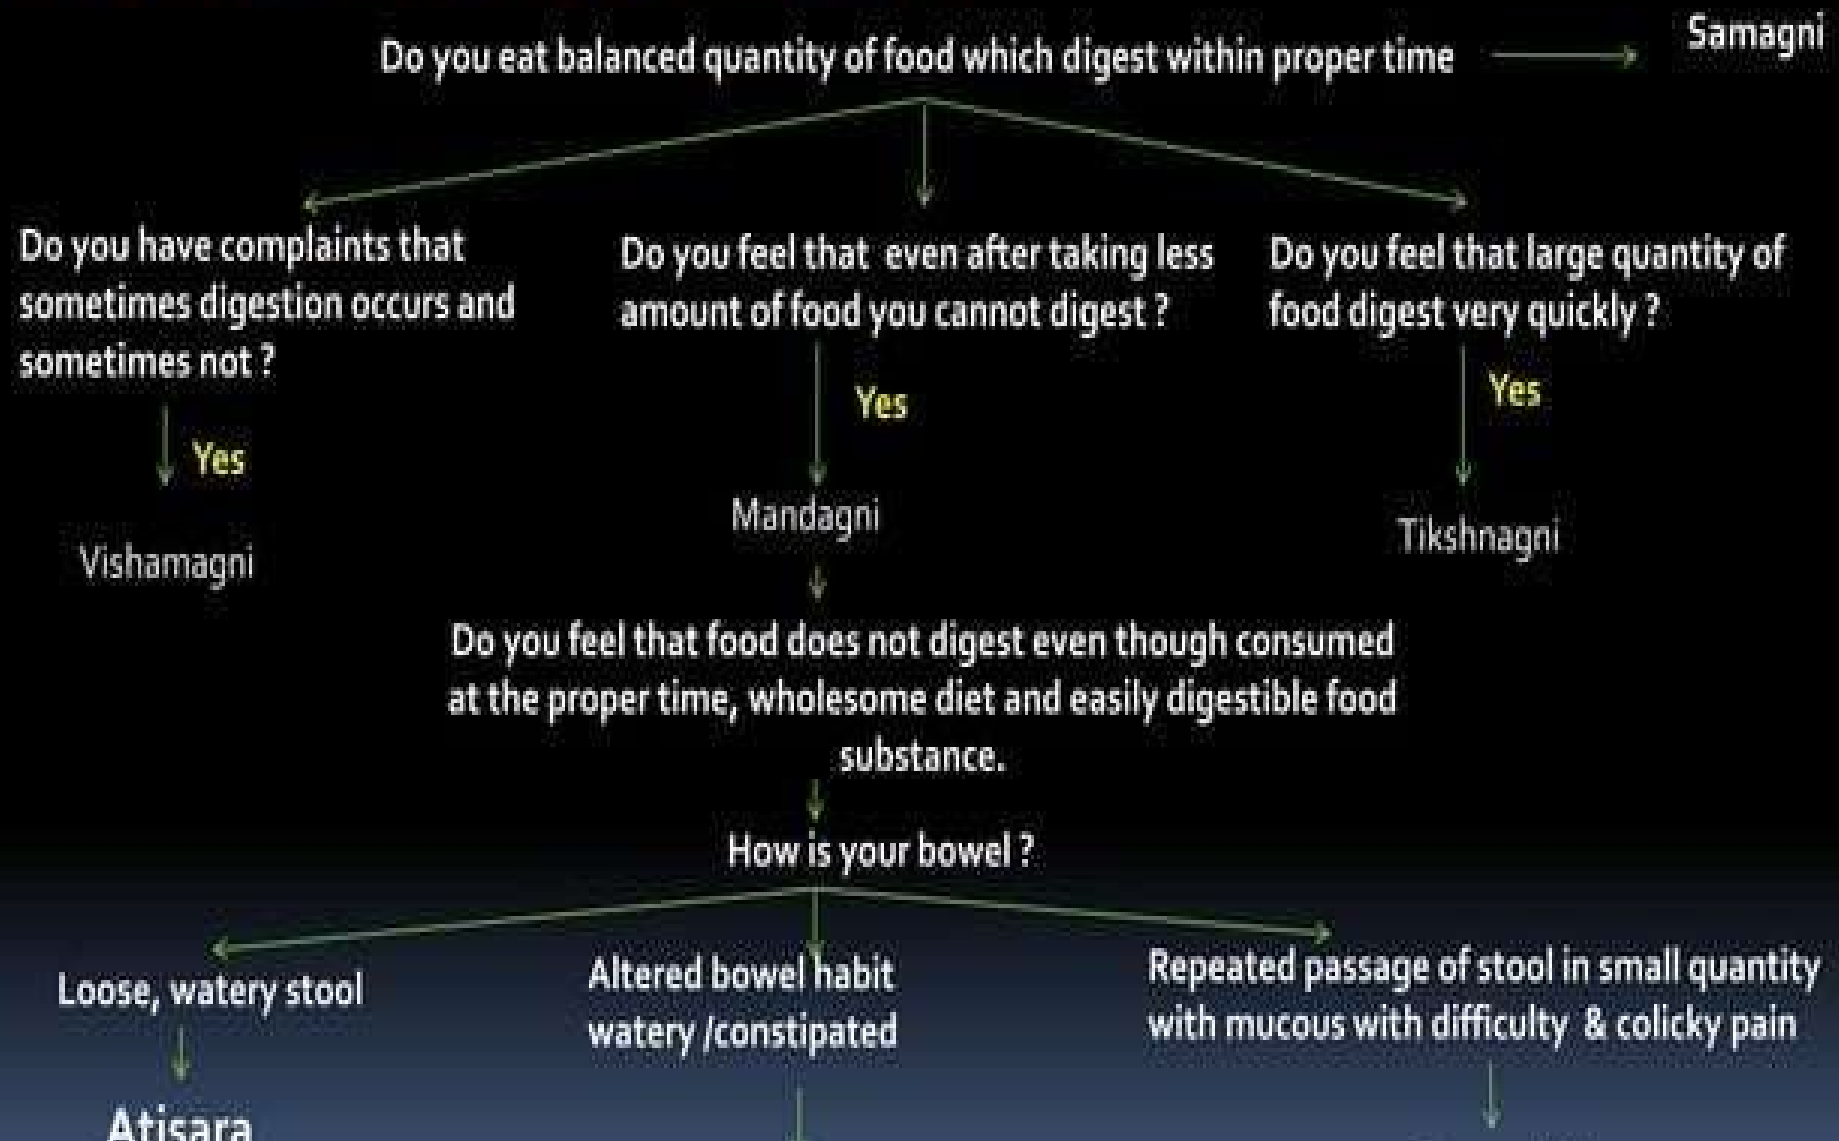 Samagni
Do you eat balanced quantity of food which digest within proper time
Do you have complaints that
sometimes digestion occurs and
sometimes not ?
Do you feel that even after taking less
amount of food you cannot digest ?
Do you feel that large quantity of
food digest very quickly ?
Yes
Yes
Yes
Vishamagni
Mandagni
Tikshnagni
Do you feel that food does not digest even though consumed
at the proper time, wholesome diet and easily digestible food
substance.
How is your bowel ?
Loose, watery stool
Altered bowel habit
watery /constipated
Repeated passage of stool in small quantity
with mucous with difficulty & colicky pain
Atisara